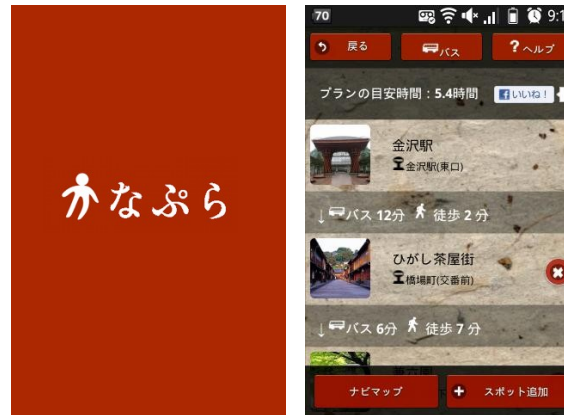 かなぷら
70
9:1
戻る
バス
?ヘルプ
プランの目安時間:5.4時間
いいね!
金沢駅
金沢駅(東口)
↓バス 12分 徒歩 2 分
ひがし茶屋街
橋場町(交番前)
↓バス 6分 徒歩 7 分
ナビマップ
スポット追加